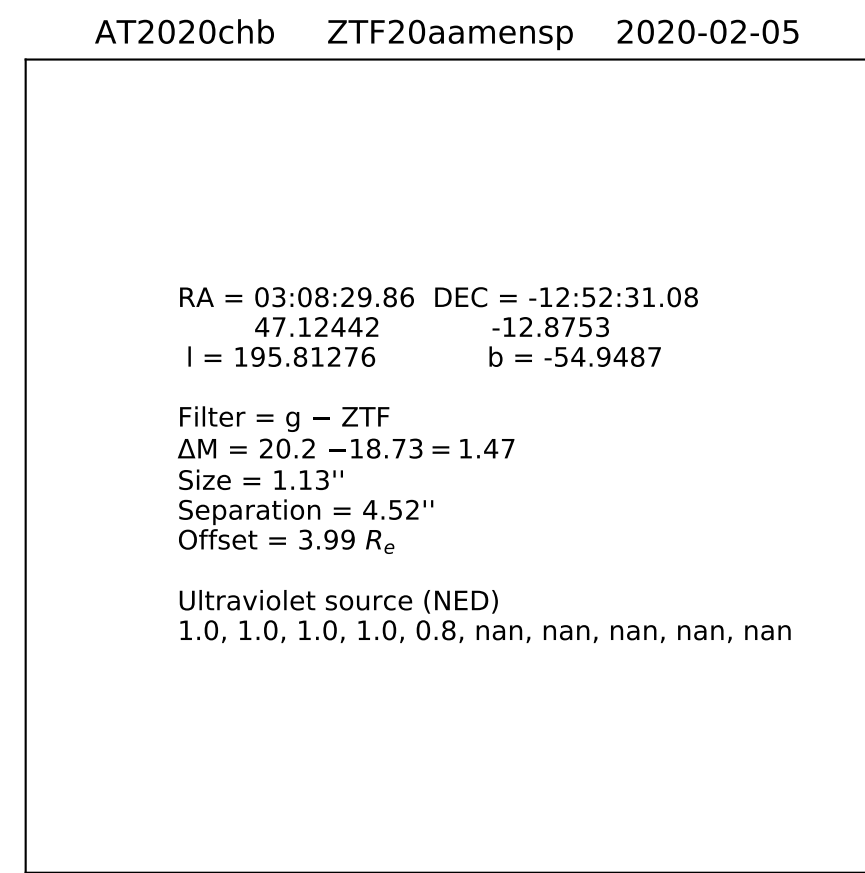 AT2020chb ZTF20aamensp 2020-02-05
RA = 03:08:29.86 DEC = -12:52:31.08
47.12442 -12.8753
l = 195.81276 b = -54.9487
Filter = g − ZTF
ΔM = 20.2 −18.73 = 1.47
Size = 1.13''
Separation = 4.52''
Offset = 3.99 Rₑ
Ultraviolet source (NED)
1.0, 1.0, 1.0, 1.0, 0.8, nan, nan, nan, nan, nan